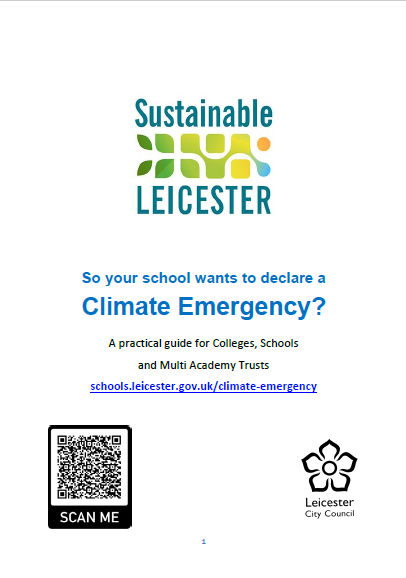 Sustainable
LEICESTER
So your school wants to declare a
Climate Emergency?
A practical guide for Colleges, Schools
and Multi Academy Trusts
schools.leicester.gov.uk/climate-emergency
SCAN ME
Leicester
City Council
1